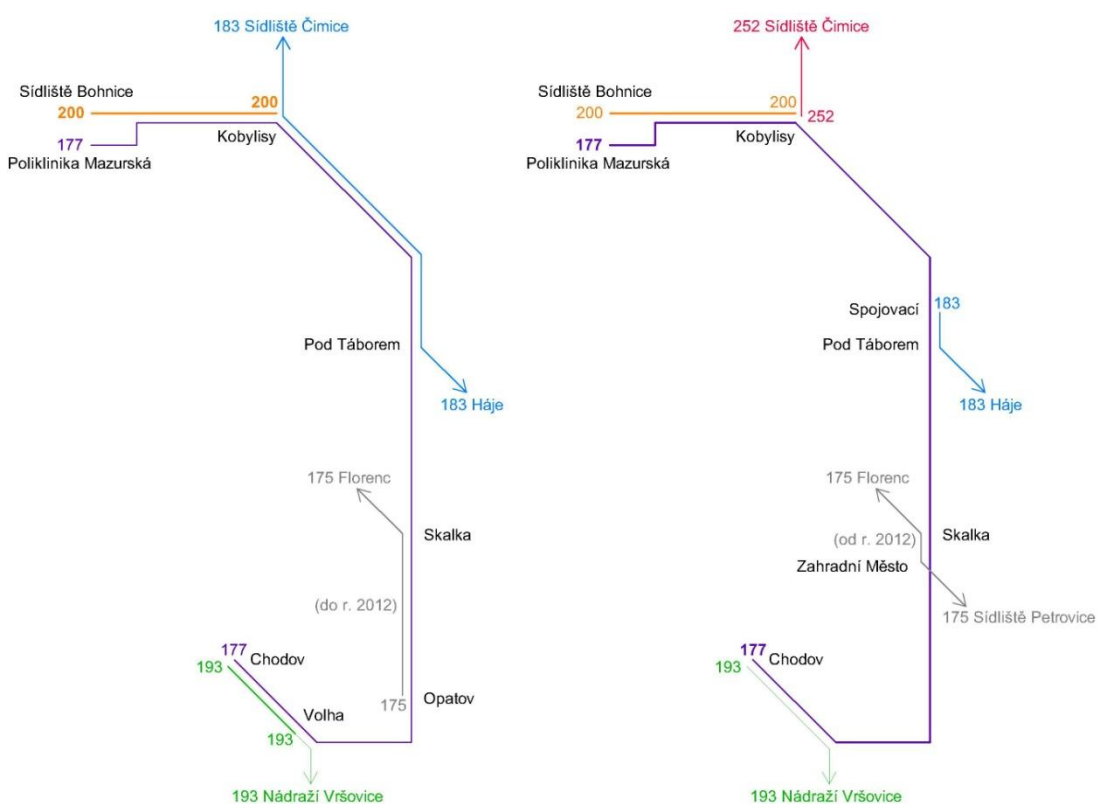 183 Sídliště Čimice
Sídliště Bohnice
200
200
177
Kobylisy
Poliklinika Mazurská
Pod Táborem
183 Háje
175 Florenc
Skalka
(do r. 2012)
177
193
Chodov
175
Opatov
Volha
193
193 Nádraží Vršovice
252 Sídliště Čimice
Sídliště Bohnice
200
200
252
177
Kobylisy
Poliklinika Mazurská
Spojovací
183
Pod Táborem
183 Háje
175 Florenc
(od r. 2012)
Skalka
Zahradní Město
175 Sídliště Petrovice
177
193
Chodov
193 Nádraží Vršovice